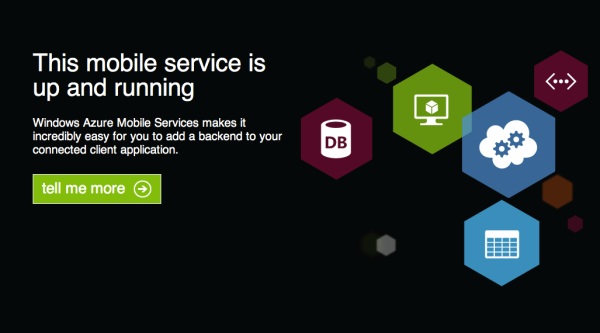 This mobile service is
up and running
Windows Azure Mobile Services makes it
incredibly easy for you to add a backend to your
connected client application.
tell me more
DB